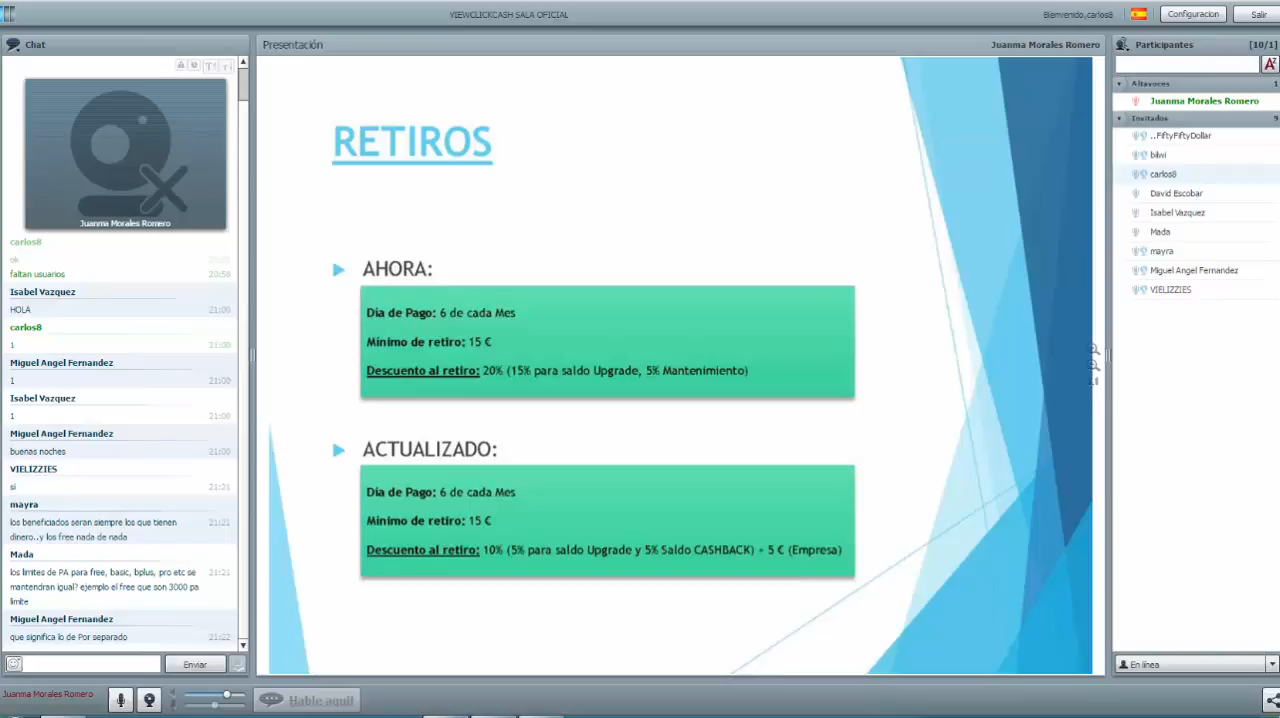 VIEWCLICKCASH SALA OFICIAL
Bienvenido, carlos8
Configuracion
Salir
Chat
Juanma Morales Romero
carlos8
ok
faltan usuarios 20:58
Isabel Vazquez
HOLA 21:00
carlos8
1 21:00
Miguel Angel Fernandez
1 21:00
Isabel Vazquez
1 21:00
Miguel Angel Fernandez
buenas noches 21:00
VIELIZZIES
si 21:21
mayra
los beneficiados seran siempre los que tienen 21:21
dinero..y los free nada de nada
Mada
los limites de PA para free, basic, bplus, pro etc se 21:21
mantendran igual? ejemplo el free que son 3000 pa
limite
Miguel Angel Fernandez
que significa lo de Por separado 21:22
Enviar
Juanma Morales Romero
Hable aquí!
Presentación
Juanma Morales Romero
RETIROS
AHORA:
Dia de Pago: 6 de cada Mes
Mínimo de retiro: 15 €
Descuento al retiro: 20% (15% para saldo Upgrade, 5% Mantenimiento)
ACTUALIZADO:
Dia de Pago: 6 de cada Mes
Mínimo de retiro: 15 €
Descuento al retiro: 10% (5% para saldo Upgrade y 5% Saldo CASHBACK) + 5 € (Empresa)
Participantes [10/1]
Altavoces 1
Juanma Morales Romero
Invitados 9
..FiftyFiftyDollar
bilwi
carlos8
David Escobar
Isabel Vazquez
Mada
mayra
Miguel Angel Fernandez
VIELIZZIES
En línea